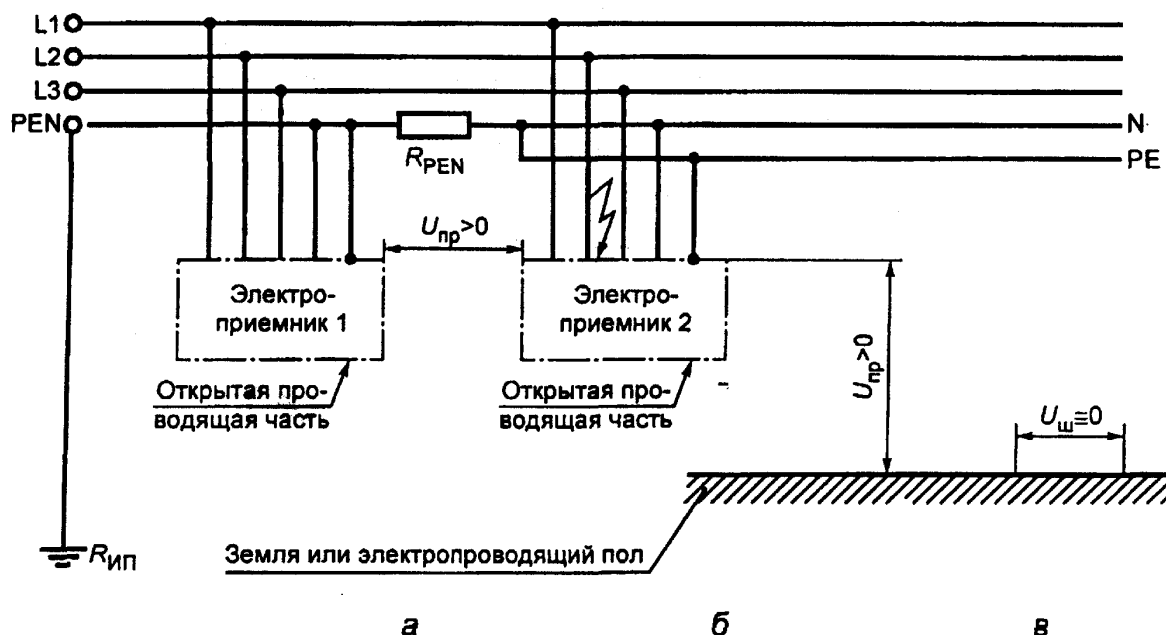 L1
L2
L3
PEN
N
PE
R_PEN
U_пр>0
Электро-
приемник 1
Электро-
приемник 2
U_пр>0
Открытая про-
водящая часть
Открытая про-
водящая часть
U_ш≅0
Земля или электропроводящий пол
R_ИП
а
б
в